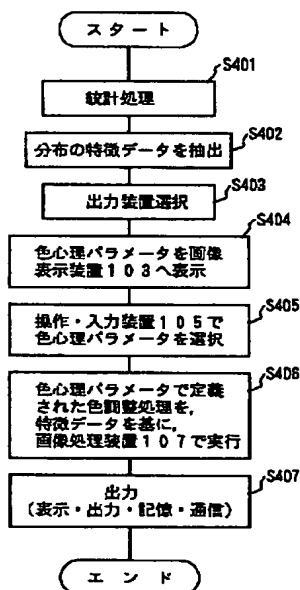 スタート
S401
統計処理
S402
分布の特徴データを抽出
S403
出力装置選択
S404
色心理パラメータを画像
表示装置103へ表示
S405
操作・入力装置105で
色心理パラメータを選択
S406
色心理パラメータで定義
された色調整処理を,
特徴データを基に,
画像処理装置107で実行
S407
出力
(表示・出力・記憶・通信)
エンド